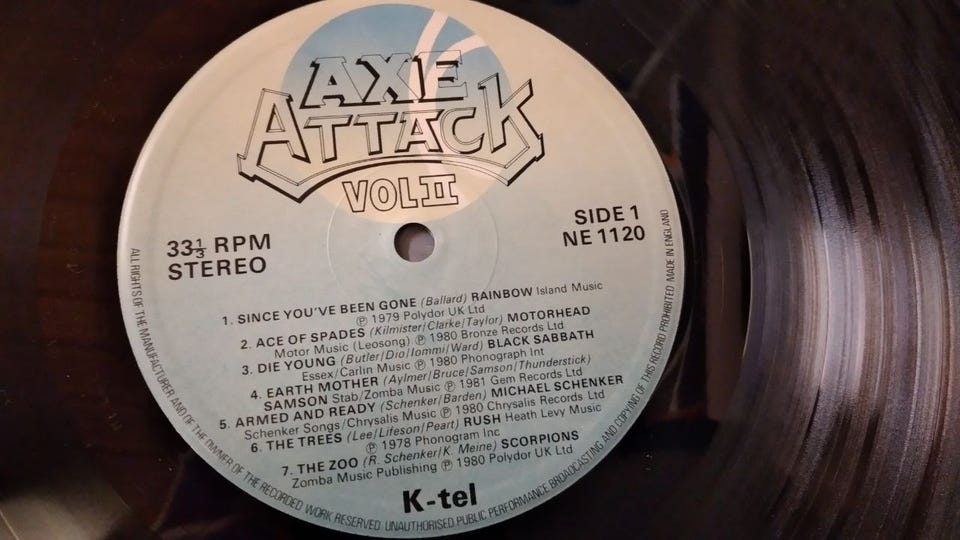 AXE
ATTACK
VOL II
33⅓ RPM
STEREO
SIDE 1
NE 1120
1. SINCE YOU'VE BEEN GONE (Ballard) RAINBOW Island Music
Ⓟ 1979 Polydor UK Ltd
2. ACE OF SPADES (Kilmister/Clarke/Taylor) MOTORHEAD
Motor Music (Leosong) Ⓟ 1980 Bronze Records Ltd
3. DIE YOUNG (Butler/Dio/Iommi/Ward) BLACK SABBATH
Essex/Carlin Music Ⓟ 1980 Phonograph Int
4. EARTH MOTHER (Aylmer/Bruce/Samson/Thunderstick)
SAMSON Stab/Zomba Music Ⓟ 1981 Gem Records Ltd
5. ARMED AND READY (Schenker/Barden) MICHAEL SCHENKER
Schenker Songs/Chrysalis Music Ⓟ 1980 Chrysalis Records Ltd
6. THE TREES (Lee/Lifeson/Peart) RUSH Heath Levy Music
Ⓟ 1978 Phonogram Inc
7. THE ZOO (R. Schenker/K. Meine) SCORPIONS
Zomba Music Publishing Ⓟ 1980 Polydor UK Ltd
K-tel
ALL RIGHTS OF THE MANUFACTURER AND OF THE OWNER OF THE RECORDED WORK RESERVED UNAUTHORISED PUBLIC PERFORMANCE BROADCASTING AND COPYING OF THIS RECORD PROHIBITED MADE IN ENGLAND